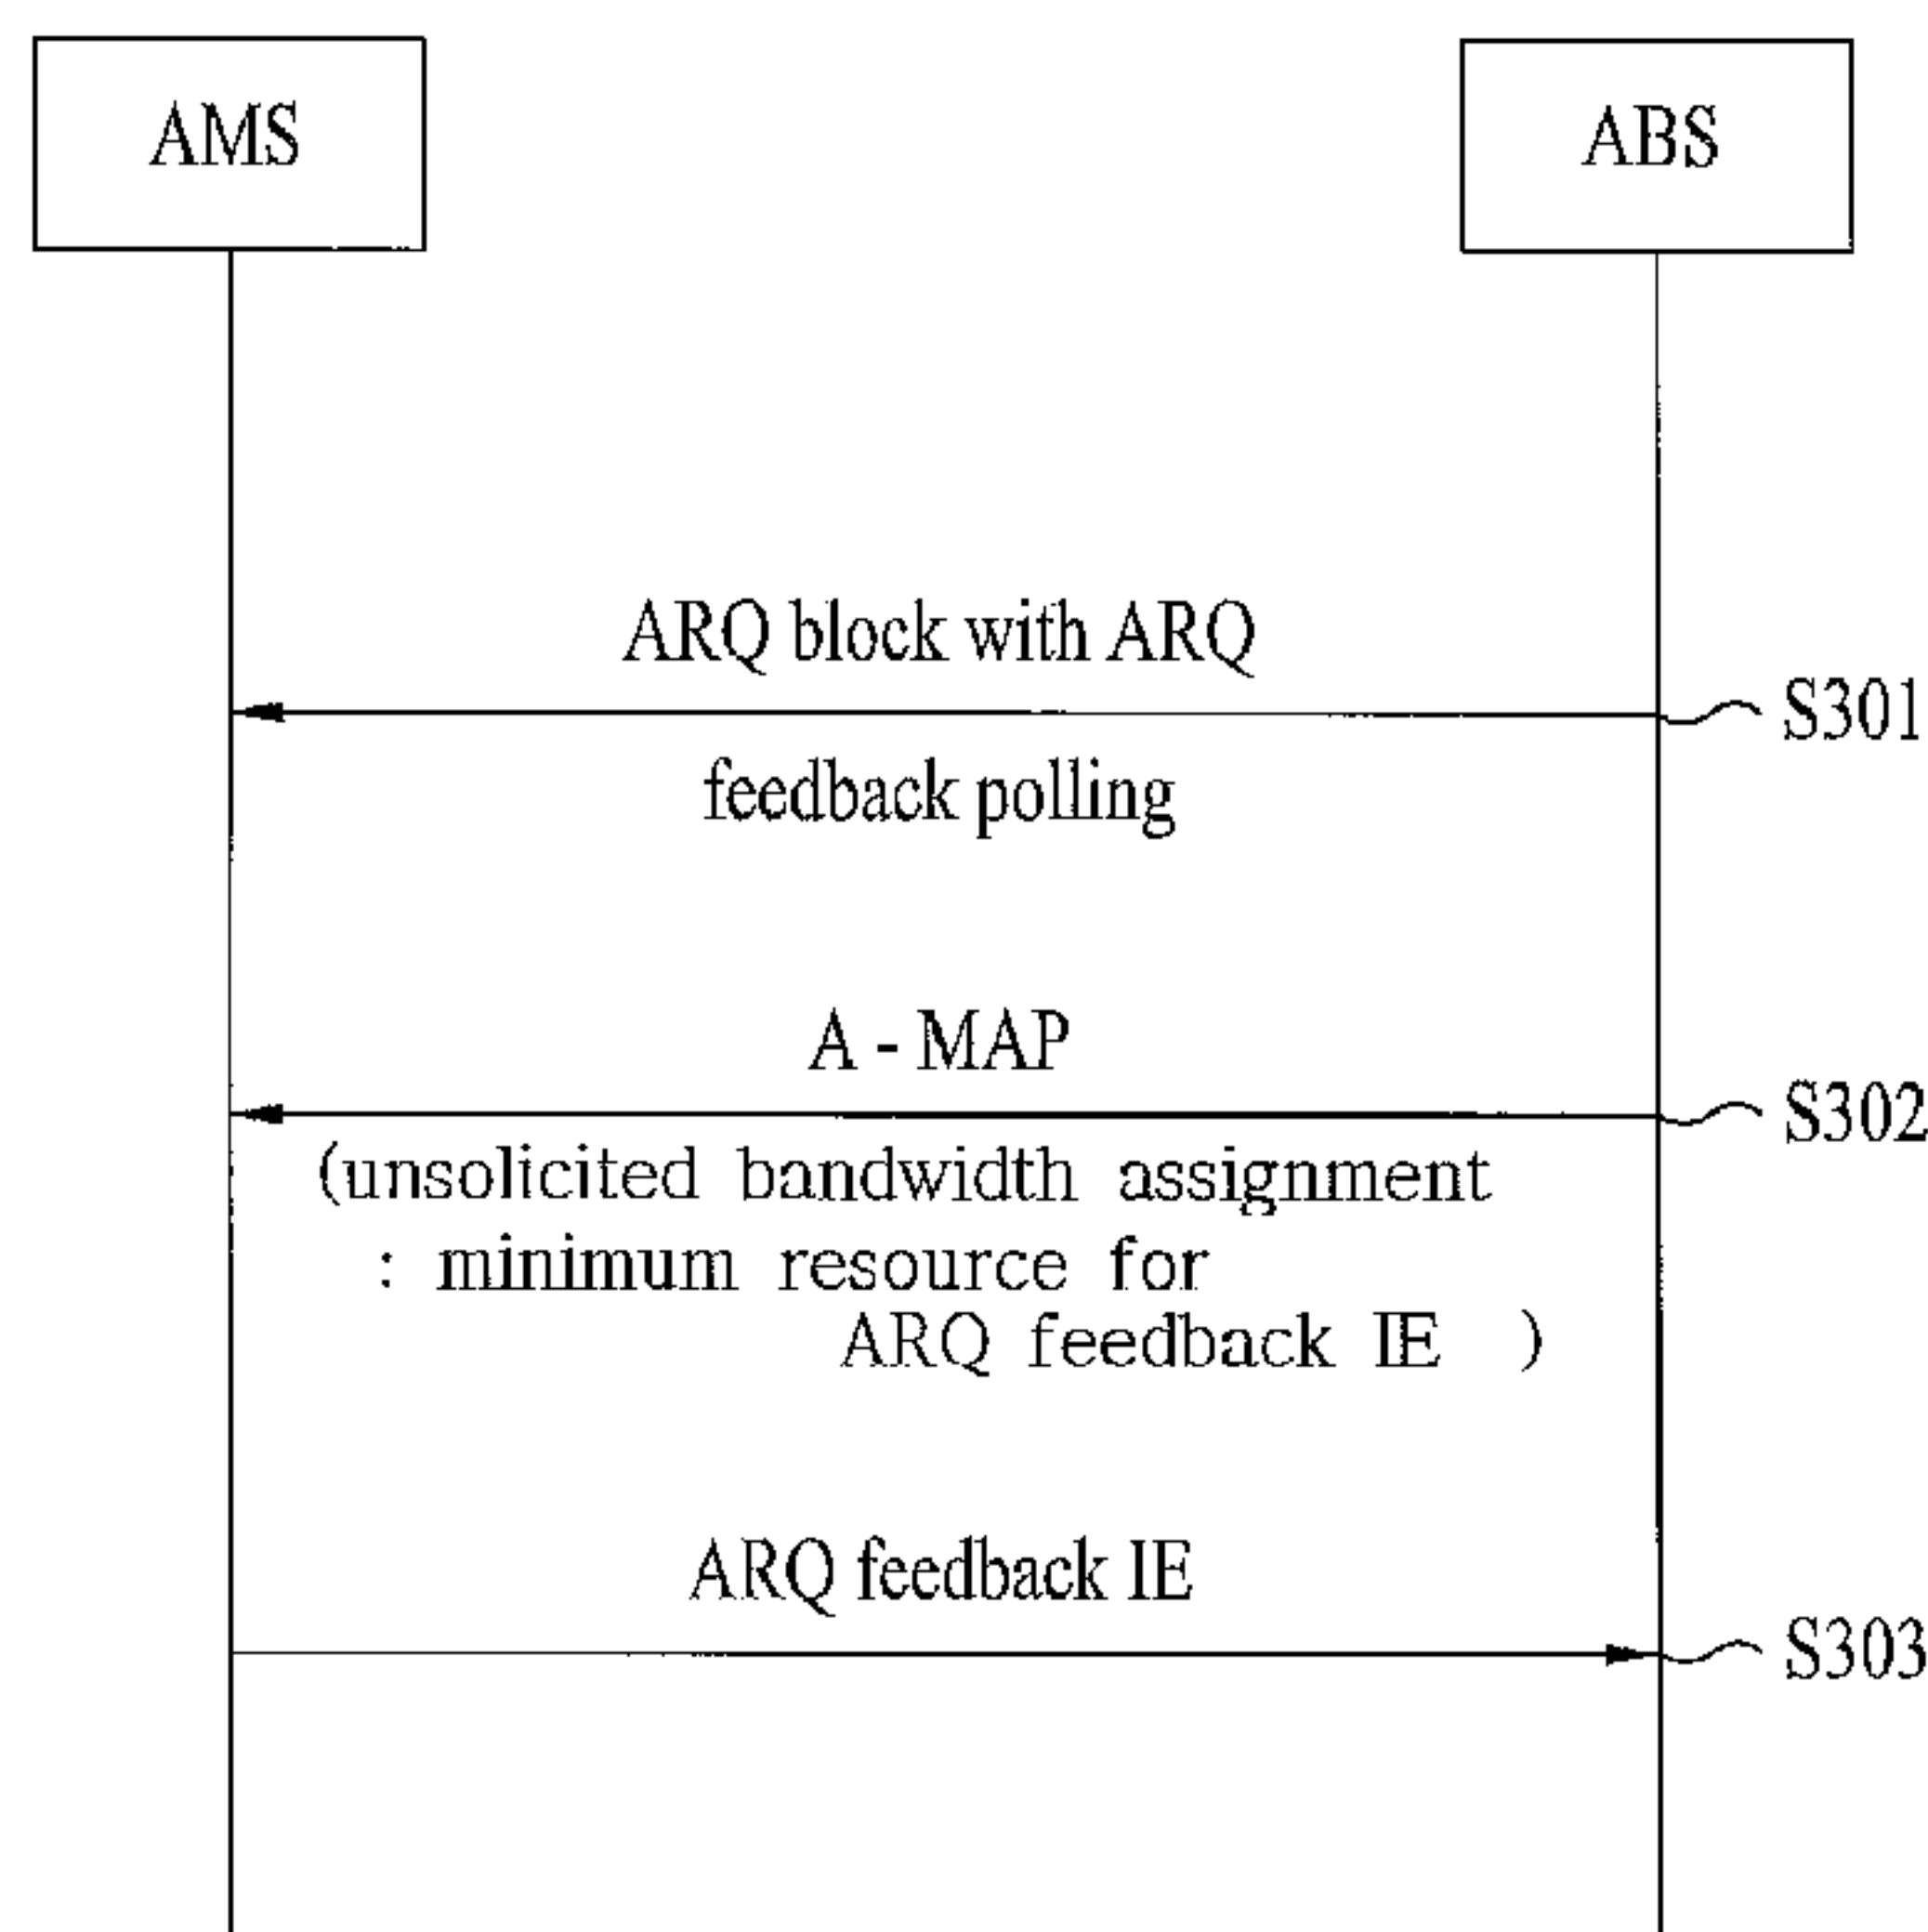 AMS
ABS
ARQ block with ARQ
S301
feedback polling
A - MAP
S302
(unsolicited bandwidth assignment
: minimum resource for
ARQ feedback IE )
ARQ feedback IE
S303